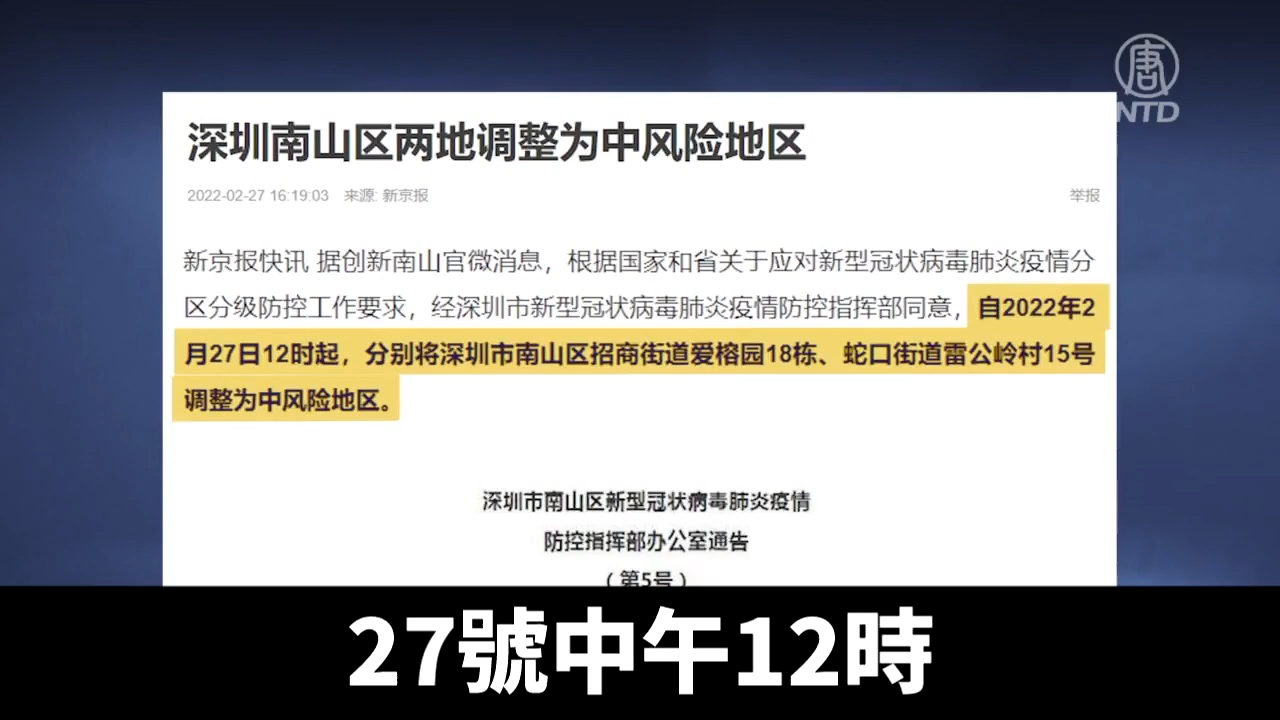 唐
NTD
深圳南山区两地调整为中风险地区
2022-02-27 16:19:03 来源: 新京报 举报
新京报快讯 据创新南山官微消息，根据国家和省关于应对新型冠状病毒肺炎疫情分
区分级防控工作要求，经深圳市新型冠状病毒肺炎疫情防控指挥部同意，自2022年2
月27日12时起，分别将深圳市南山区招商街道爱榕园18栋、蛇口街道雷公岭村15号
调整为中风险地区。
深圳市南山区新型冠状病毒肺炎疫情
防控指挥部办公室通告
（第5号）
27號中午12時